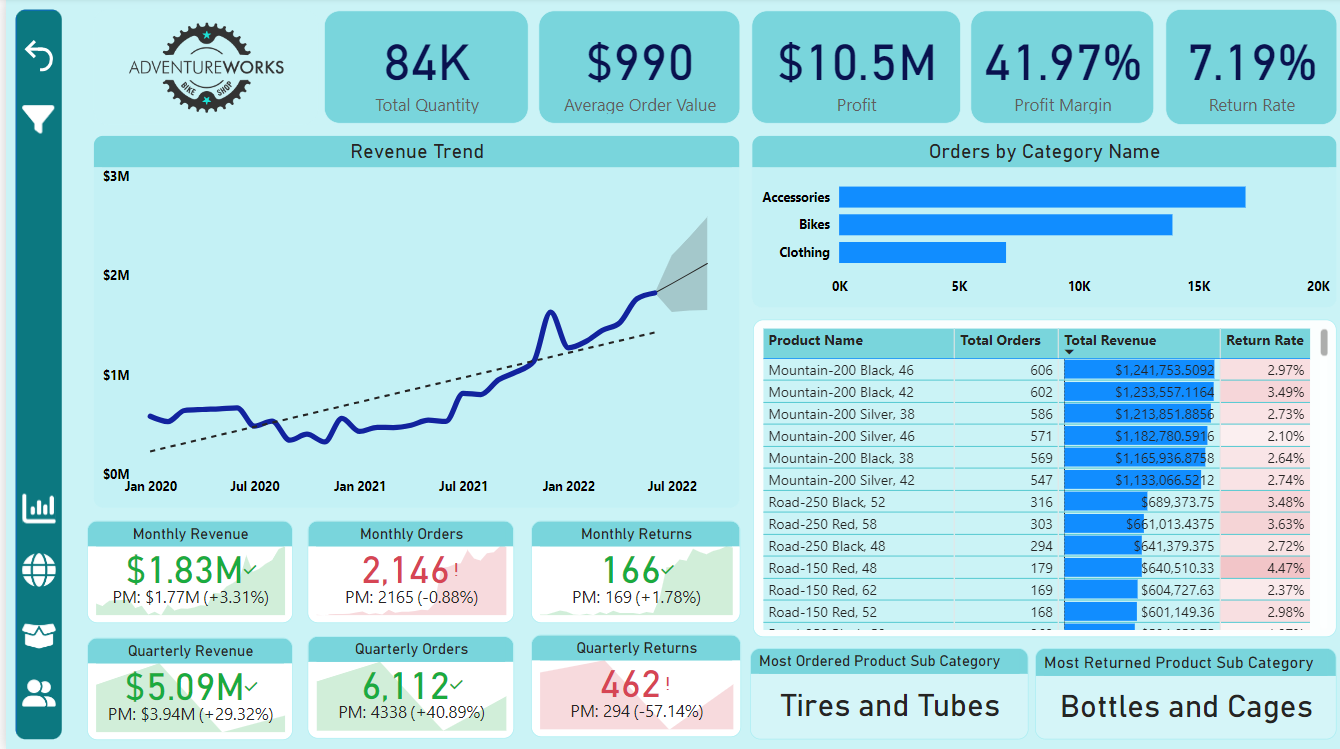 ADVENTUREWORKS
BIKE SHOP
84K
Total Quantity
$990
Average Order Value
$10.5M
Profit
41.97%
Profit Margin
7.19%
Return Rate
Revenue Trend
$3M
$2M
$1M
$0M
Jan 2020 Jul 2020 Jan 2021 Jul 2021 Jan 2022 Jul 2022
Orders by Category Name
Accessories
Bikes
Clothing
0K 5K 10K 15K 20K
Product Name Total Orders Total Revenue Return Rate
Mountain-200 Black, 46 606 $1,241,753.5092 2.97%
Mountain-200 Black, 42 602 $1,233,557.1164 3.49%
Mountain-200 Silver, 38 586 $1,213,851.8856 2.73%
Mountain-200 Silver, 46 571 $1,182,780.5916 2.10%
Mountain-200 Black, 38 569 $1,165,936.8758 2.64%
Mountain-200 Silver, 42 547 $1,133,066.5212 2.74%
Road-250 Black, 52 316 $689,373.75 3.48%
Road-250 Red, 58 303 $661,013.4375 3.63%
Road-250 Black, 48 294 $641,379.375 2.72%
Road-150 Red, 48 179 $640,510.33 4.47%
Road-150 Red, 62 169 $604,727.63 2.37%
Road-150 Red, 52 168 $601,149.36 2.98%
Monthly Revenue
$1.83M
PM: $1.77M (+3.31%)
Monthly Orders
2,146!
PM: 2165 (-0.88%)
Monthly Returns
166
PM: 169 (+1.78%)
Quarterly Revenue
$5.09M
PM: $3.94M (+29.32%)
Quarterly Orders
6,112
PM: 4338 (+40.89%)
Quarterly Returns
462!
PM: 294 (-57.14%)
Most Ordered Product Sub Category
Tires and Tubes
Most Returned Product Sub Category
Bottles and Cages